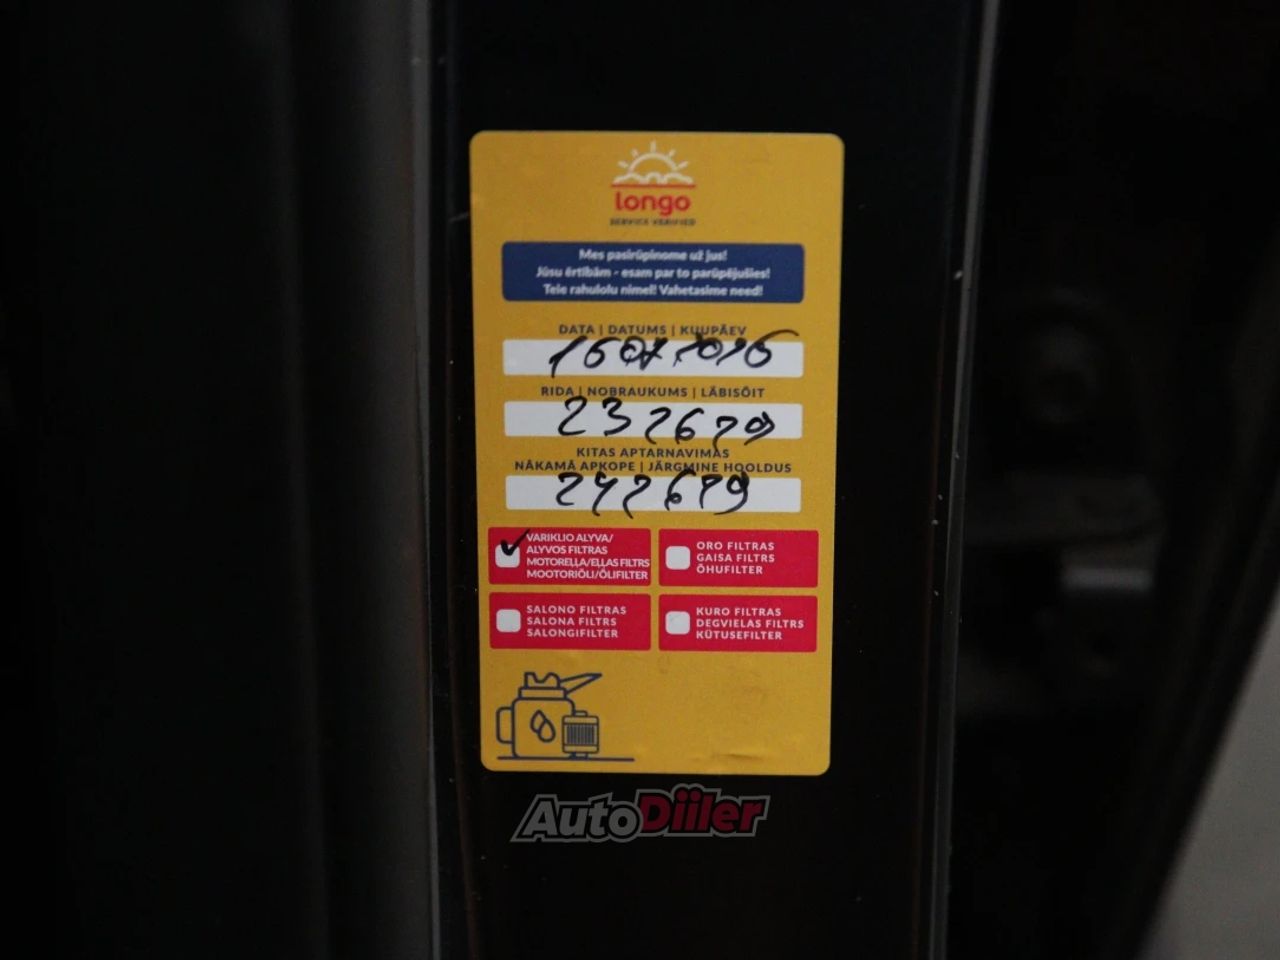 longo
SERVICE VERIFIED
Mes pasirūpinome už jus!
Jūsu ērtībām - esam par to parūpējušies!
Teie rahulolu nimel! Vahetasime need!
DATA | DATUMS | KUUPÄEV
RIDA | NOBRAUKUMS | LÄBISÕIT
232679
KITAS APTARNAVIMAS
NĀKAMĀ APKOPE | JÄRGMINE HOOLDUS
242679
VARIKLIO ALYVA/
ALYVOS FILTRAS
MOTOREĻĻA/EĻĻAS FILTRS
MOOTORIÕLI/ÕLIFILTER
ORO FILTRAS
GAISA FILTRS
ÕHUFILTER
SALONO FILTRAS
SALONA FILTRS
SALONGIFILTER
KURO FILTRAS
DEGVIELAS FILTRS
KÜTUSEFILTER
AutoDiiler